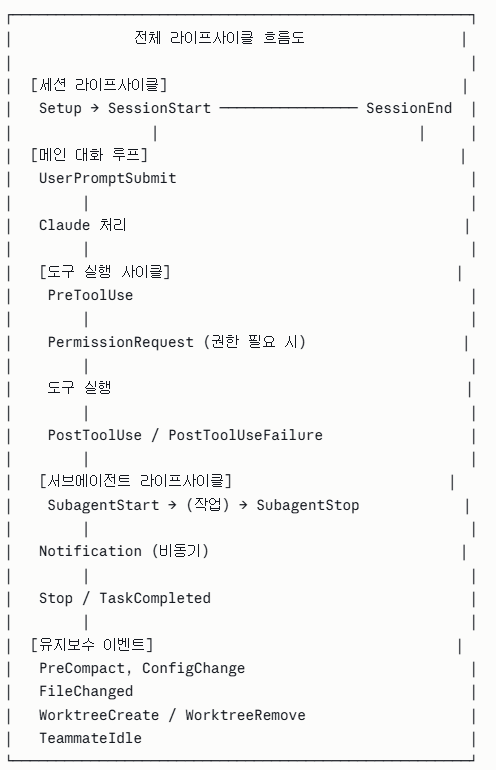 전체 라이프사이클 흐름도
[세션 라이프사이클]
Setup → SessionStart ──────────────── SessionEnd
[메인 대화 루프]
UserPromptSubmit
Claude 처리
[도구 실행 사이클]
PreToolUse
PermissionRequest (권한 필요 시)
도구 실행
PostToolUse / PostToolUseFailure
[서브메이전트 라이프사이클]
SubagentStart → (작업) → SubagentStop
Notification (비동기)
Stop / TaskCompleted
[유지보수 이벤트]
PreCompact, ConfigChange
FileChanged
WorktreeCreate / WorktreeRemove
TeammateIdle